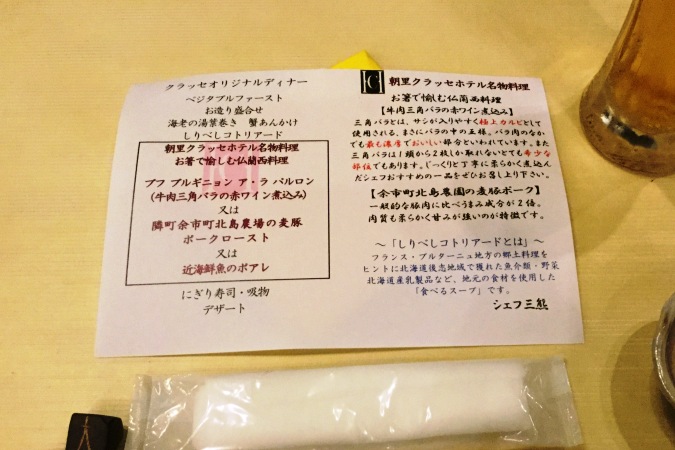 クラッセオリジナルディナー
ベジタブルファースト
お造り盛合せ
海老の湯葉巻き 蟹あんかけ
しりべしコトリアード
朝里クラッセホテル名物料理
お箸で愉しむ仏蘭西料理
ブフ ブルギニョン ア・ラ バルロン
(牛肉三角バラの赤ワイン煮込み)
又は
隣町余市町北島農場の麦豚
ポークロースト
又は
近海鮮魚のポアレ
にぎり寿司・吸物
デザート
朝里クラッセホテル名物料理
お箸で愉しむ仏蘭西料理
【牛肉三角バラの赤ワイン煮込み】
三角バラとは、サシが入りやすく極上カルビとして
使用される、まさにバラの中の王様。バラ肉のなか
でも最も濃厚でおいしい部分といわれています。また
三角バラは1頭から2枚しか取れないとても希少な
部位でもあります。じっくりと丁寧に柔らかく煮込ん
だシェフおすすめの一品をぜひお召し上り下さい。
【余市町北島農園の麦豚ポーク】
一般的な豚肉に比べうまみ成分が2倍。
肉質も柔らかく甘みが強いのが特徴です。
～「しりべしコトリアードとは」～
フランス・ブルターニュ地方の郷土料理を
ヒントに北海道後志地域で獲れた魚介類・野菜
北海道産乳製品など、地元の食材を使用した
「食べるスープ」です。
シェフ三熊